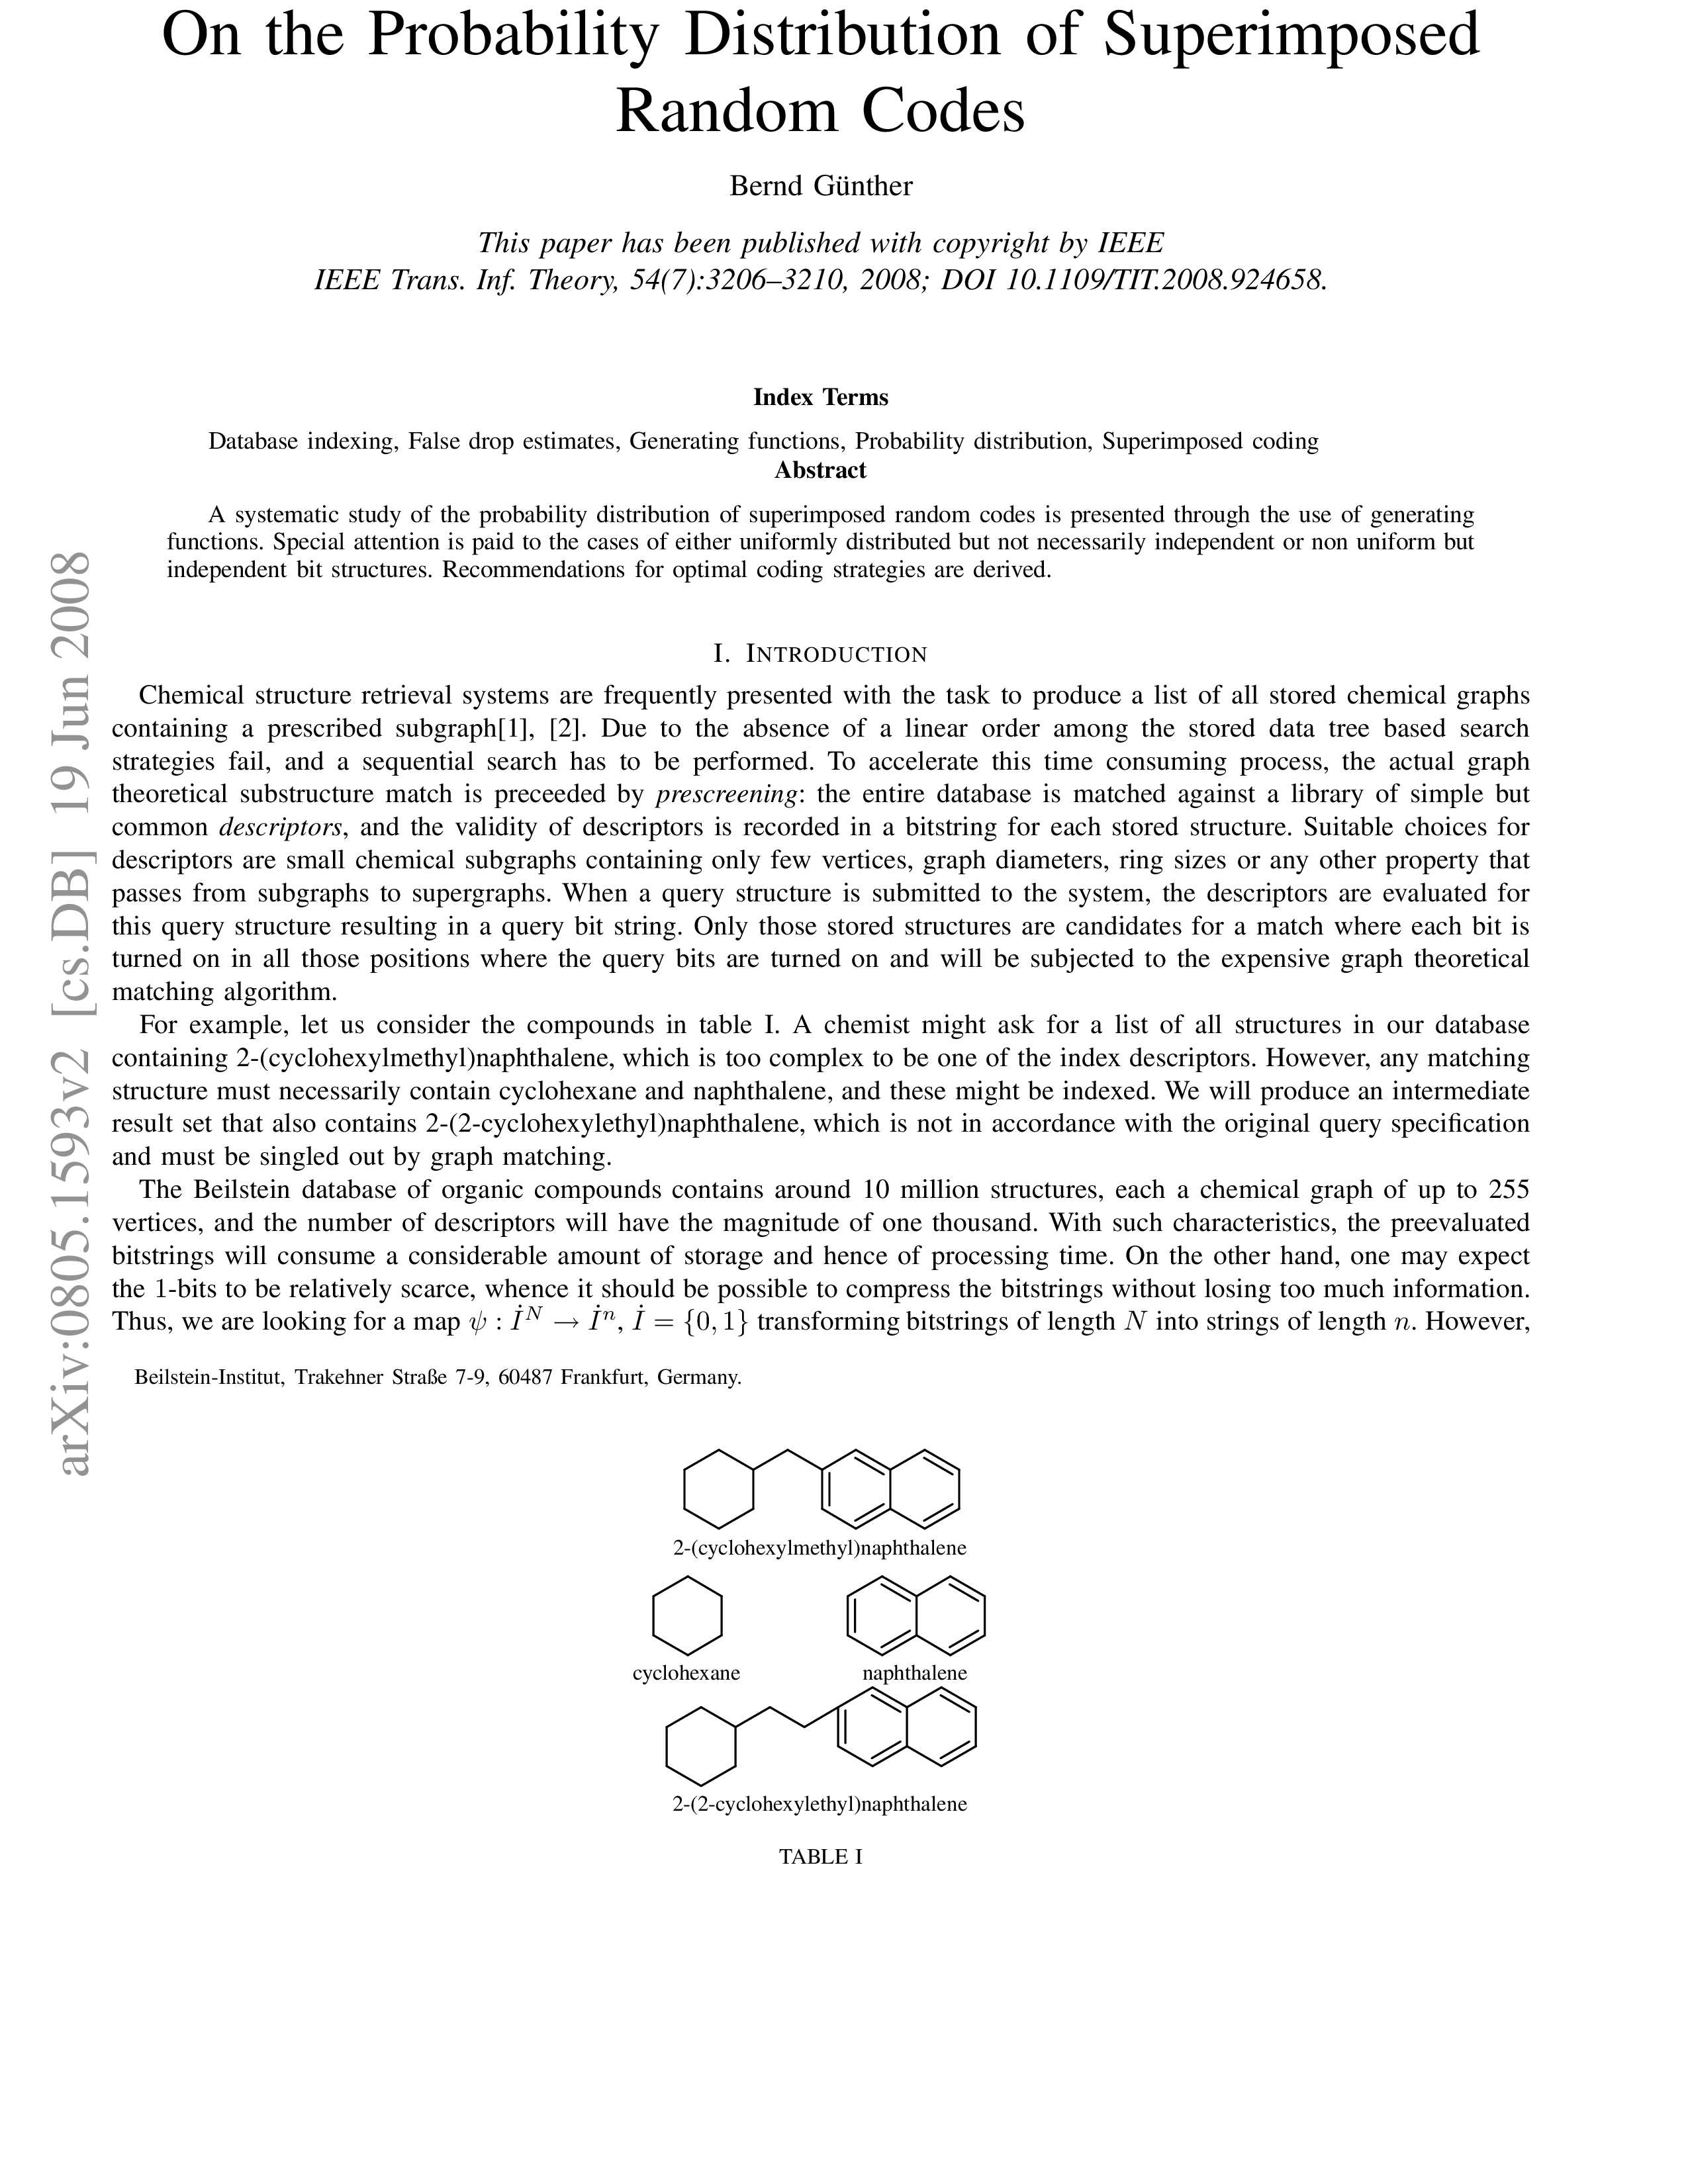 On the Probability Distribution of Superimposed
Random Codes
Bernd Günther
This paper has been published with copyright by IEEE
IEEE Trans. Inf. Theory, 54(7):3206–3210, 2008; DOI 10.1109/TIT.2008.924658.
Index Terms
Database indexing, False drop estimates, Generating functions, Probability distribution, Superimposed coding
Abstract
A systematic study of the probability distribution of superimposed random codes is presented through the use of generating
functions. Special attention is paid to the cases of either uniformly distributed but not necessarily independent or non uniform but
independent bit structures. Recommendations for optimal coding strategies are derived.
I. INTRODUCTION
Chemical structure retrieval systems are frequently presented with the task to produce a list of all stored chemical graphs
containing a prescribed subgraph[1], [2]. Due to the absence of a linear order among the stored data tree based search
strategies fail, and a sequential search has to be performed. To accelerate this time consuming process, the actual graph
theoretical substructure match is preceeded by prescreening: the entire database is matched against a library of simple but
common descriptors, and the validity of descriptors is recorded in a bitstring for each stored structure. Suitable choices for
descriptors are small chemical subgraphs containing only few vertices, graph diameters, ring sizes or any other property that
passes from subgraphs to supergraphs. When a query structure is submitted to the system, the descriptors are evaluated for
this query structure resulting in a query bit string. Only those stored structures are candidates for a match where each bit is
turned on in all those positions where the query bits are turned on and will be subjected to the expensive graph theoretical
matching algorithm.
For example, let us consider the compounds in table I. A chemist might ask for a list of all structures in our database
containing 2-(cyclohexylmethyl)naphthalene, which is too complex to be one of the index descriptors. However, any matching
structure must necessarily contain cyclohexane and naphthalene, and these might be indexed. We will produce an intermediate
result set that also contains 2-(2-cyclohexylethyl)naphthalene, which is not in accordance with the original query specification
and must be singled out by graph matching.
The Beilstein database of organic compounds contains around 10 million structures, each a chemical graph of up to 255
vertices, and the number of descriptors will have the magnitude of one thousand. With such characteristics, the preevaluated
bitstrings will consume a considerable amount of storage and hence of processing time. On the other hand, one may expect
the 1-bits to be relatively scarce, whence it should be possible to compress the bitstrings without losing too much information.
Thus, we are looking for a map ψ : İ^N → İ^n, İ = {0, 1} transforming bitstrings of length N into strings of length n. However,
Beilstein-Institut, Trakehner Straße 7-9, 60487 Frankfurt, Germany.
2-(cyclohexylmethyl)naphthalene
cyclohexane naphthalene
2-(2-cyclohexylethyl)naphthalene
TABLE I
arXiv:0805.1593v2 [cs.DB] 19 Jun 2008